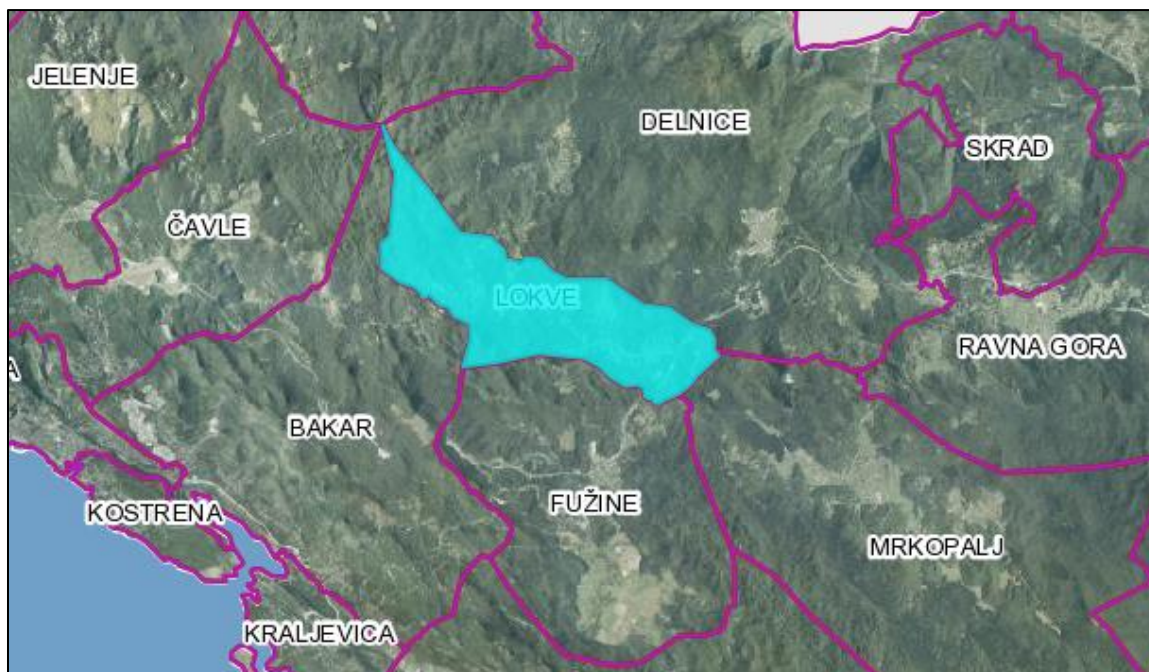 JELENJE
DELNICE
SKRAD
ČAVLE
LOKVE
RAVNA GORA
A
BAKAR
FUŽINE
KOSTRENA
MRKOPALJ
KRALJEVICA